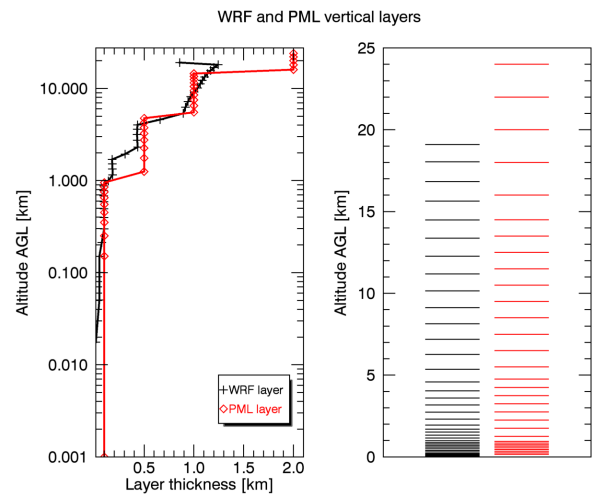 WRF and PML vertical layers
Altitude AGL [km]
10.000
1.000
0.100
0.010
0.001
0.5
1.0
1.5
2.0
Layer thickness [km]
WRF layer
PML layer
Altitude AGL [km]
25
20
15
10
5
0